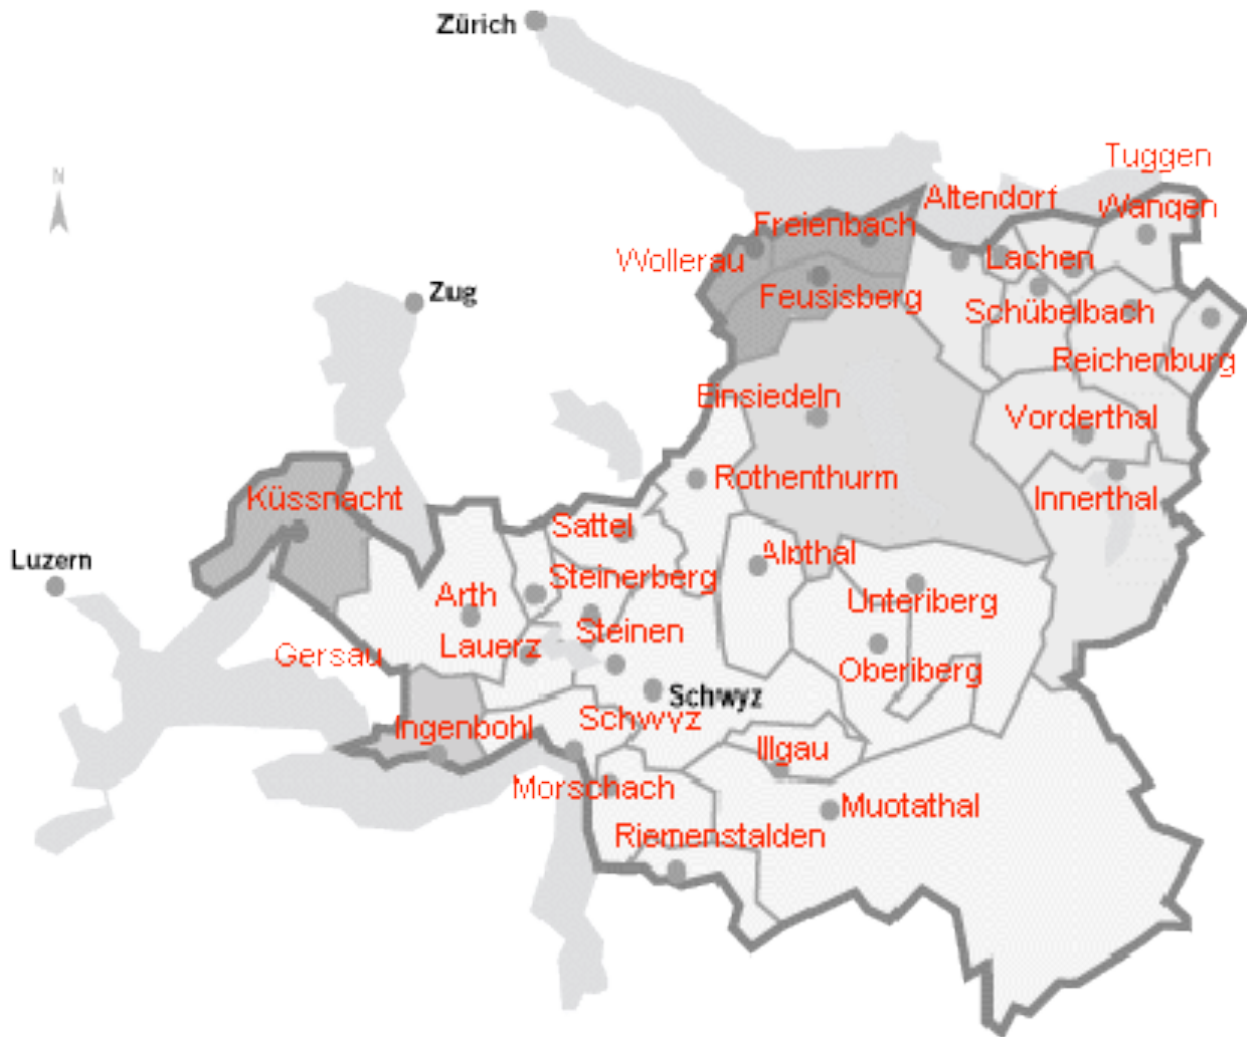 Zürich
Tuggen
N
Altendorf
Wangen
Freienbach
Wollerau
Lachen
Zug
Feusisberg
Schübelbach
Reichenburg
Einsiedeln
Vorderthal
Rothenthurm
Küssnacht
Innerthal
Sattel
Alpthal
Luzern
Steinerberg
Arth
Unteriberg
Steinen
Lauerz
Gersau
Oberiberg
Schwyz
Schwyz
Ingenbohl
Illgau
Morschach
Muotathal
Riemenstalden